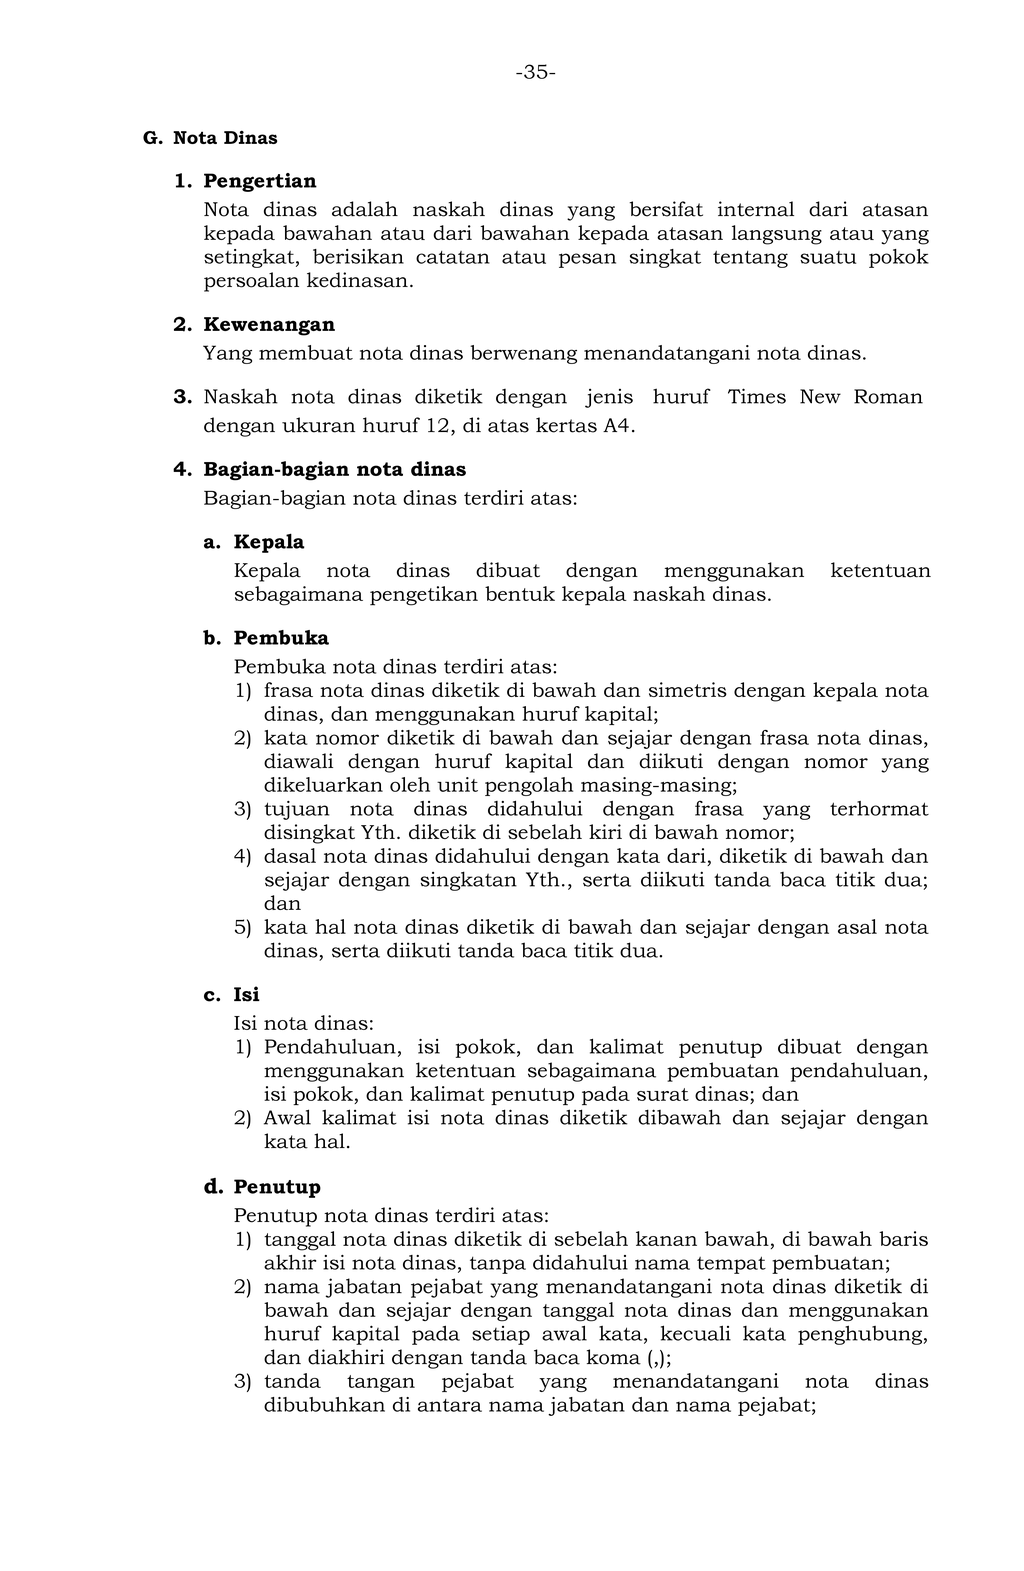 -35-
G. Nota Dinas
1. Pengertian
Nota dinas adalah naskah dinas yang bersifat internal dari atasan
kepada bawahan atau dari bawahan kepada atasan langsung atau yang
setingkat, berisikan catatan atau pesan singkat tentang suatu pokok
persoalan kedinasan.
2. Kewenangan
Yang membuat nota dinas berwenang menandatangani nota dinas.
3. Naskah nota dinas diketik dengan jenis huruf Times New Roman
dengan ukuran huruf 12, di atas kertas A4.
4. Bagian-bagian nota dinas
Bagian-bagian nota dinas terdiri atas:
a. Kepala
Kepala nota dinas dibuat dengan menggunakan ketentuan
sebagaimana pengetikan bentuk kepala naskah dinas.
b. Pembuka
Pembuka nota dinas terdiri atas:
1) frasa nota dinas diketik di bawah dan simetris dengan kepala nota
dinas, dan menggunakan huruf kapital;
2) kata nomor diketik di bawah dan sejajar dengan frasa nota dinas,
diawali dengan huruf kapital dan diikuti dengan nomor yang
dikeluarkan oleh unit pengolah masing-masing;
3) tujuan nota dinas didahului dengan frasa yang terhormat
disingkat Yth. diketik di sebelah kiri di bawah nomor;
4) dasal nota dinas didahului dengan kata dari, diketik di bawah dan
sejajar dengan singkatan Yth., serta diikuti tanda baca titik dua;
dan
5) kata hal nota dinas diketik di bawah dan sejajar dengan asal nota
dinas, serta diikuti tanda baca titik dua.
c. Isi
Isi nota dinas:
1) Pendahuluan, isi pokok, dan kalimat penutup dibuat dengan
menggunakan ketentuan sebagaimana pembuatan pendahuluan,
isi pokok, dan kalimat penutup pada surat dinas; dan
2) Awal kalimat isi nota dinas diketik dibawah dan sejajar dengan
kata hal.
d. Penutup
Penutup nota dinas terdiri atas:
1) tanggal nota dinas diketik di sebelah kanan bawah, di bawah baris
akhir isi nota dinas, tanpa didahului nama tempat pembuatan;
2) nama jabatan pejabat yang menandatangani nota dinas diketik di
bawah dan sejajar dengan tanggal nota dinas dan menggunakan
huruf kapital pada setiap awal kata, kecuali kata penghubung,
dan diakhiri dengan tanda baca koma (,);
3) tanda tangan pejabat yang menandatangani nota dinas
dibubuhkan di antara nama jabatan dan nama pejabat;